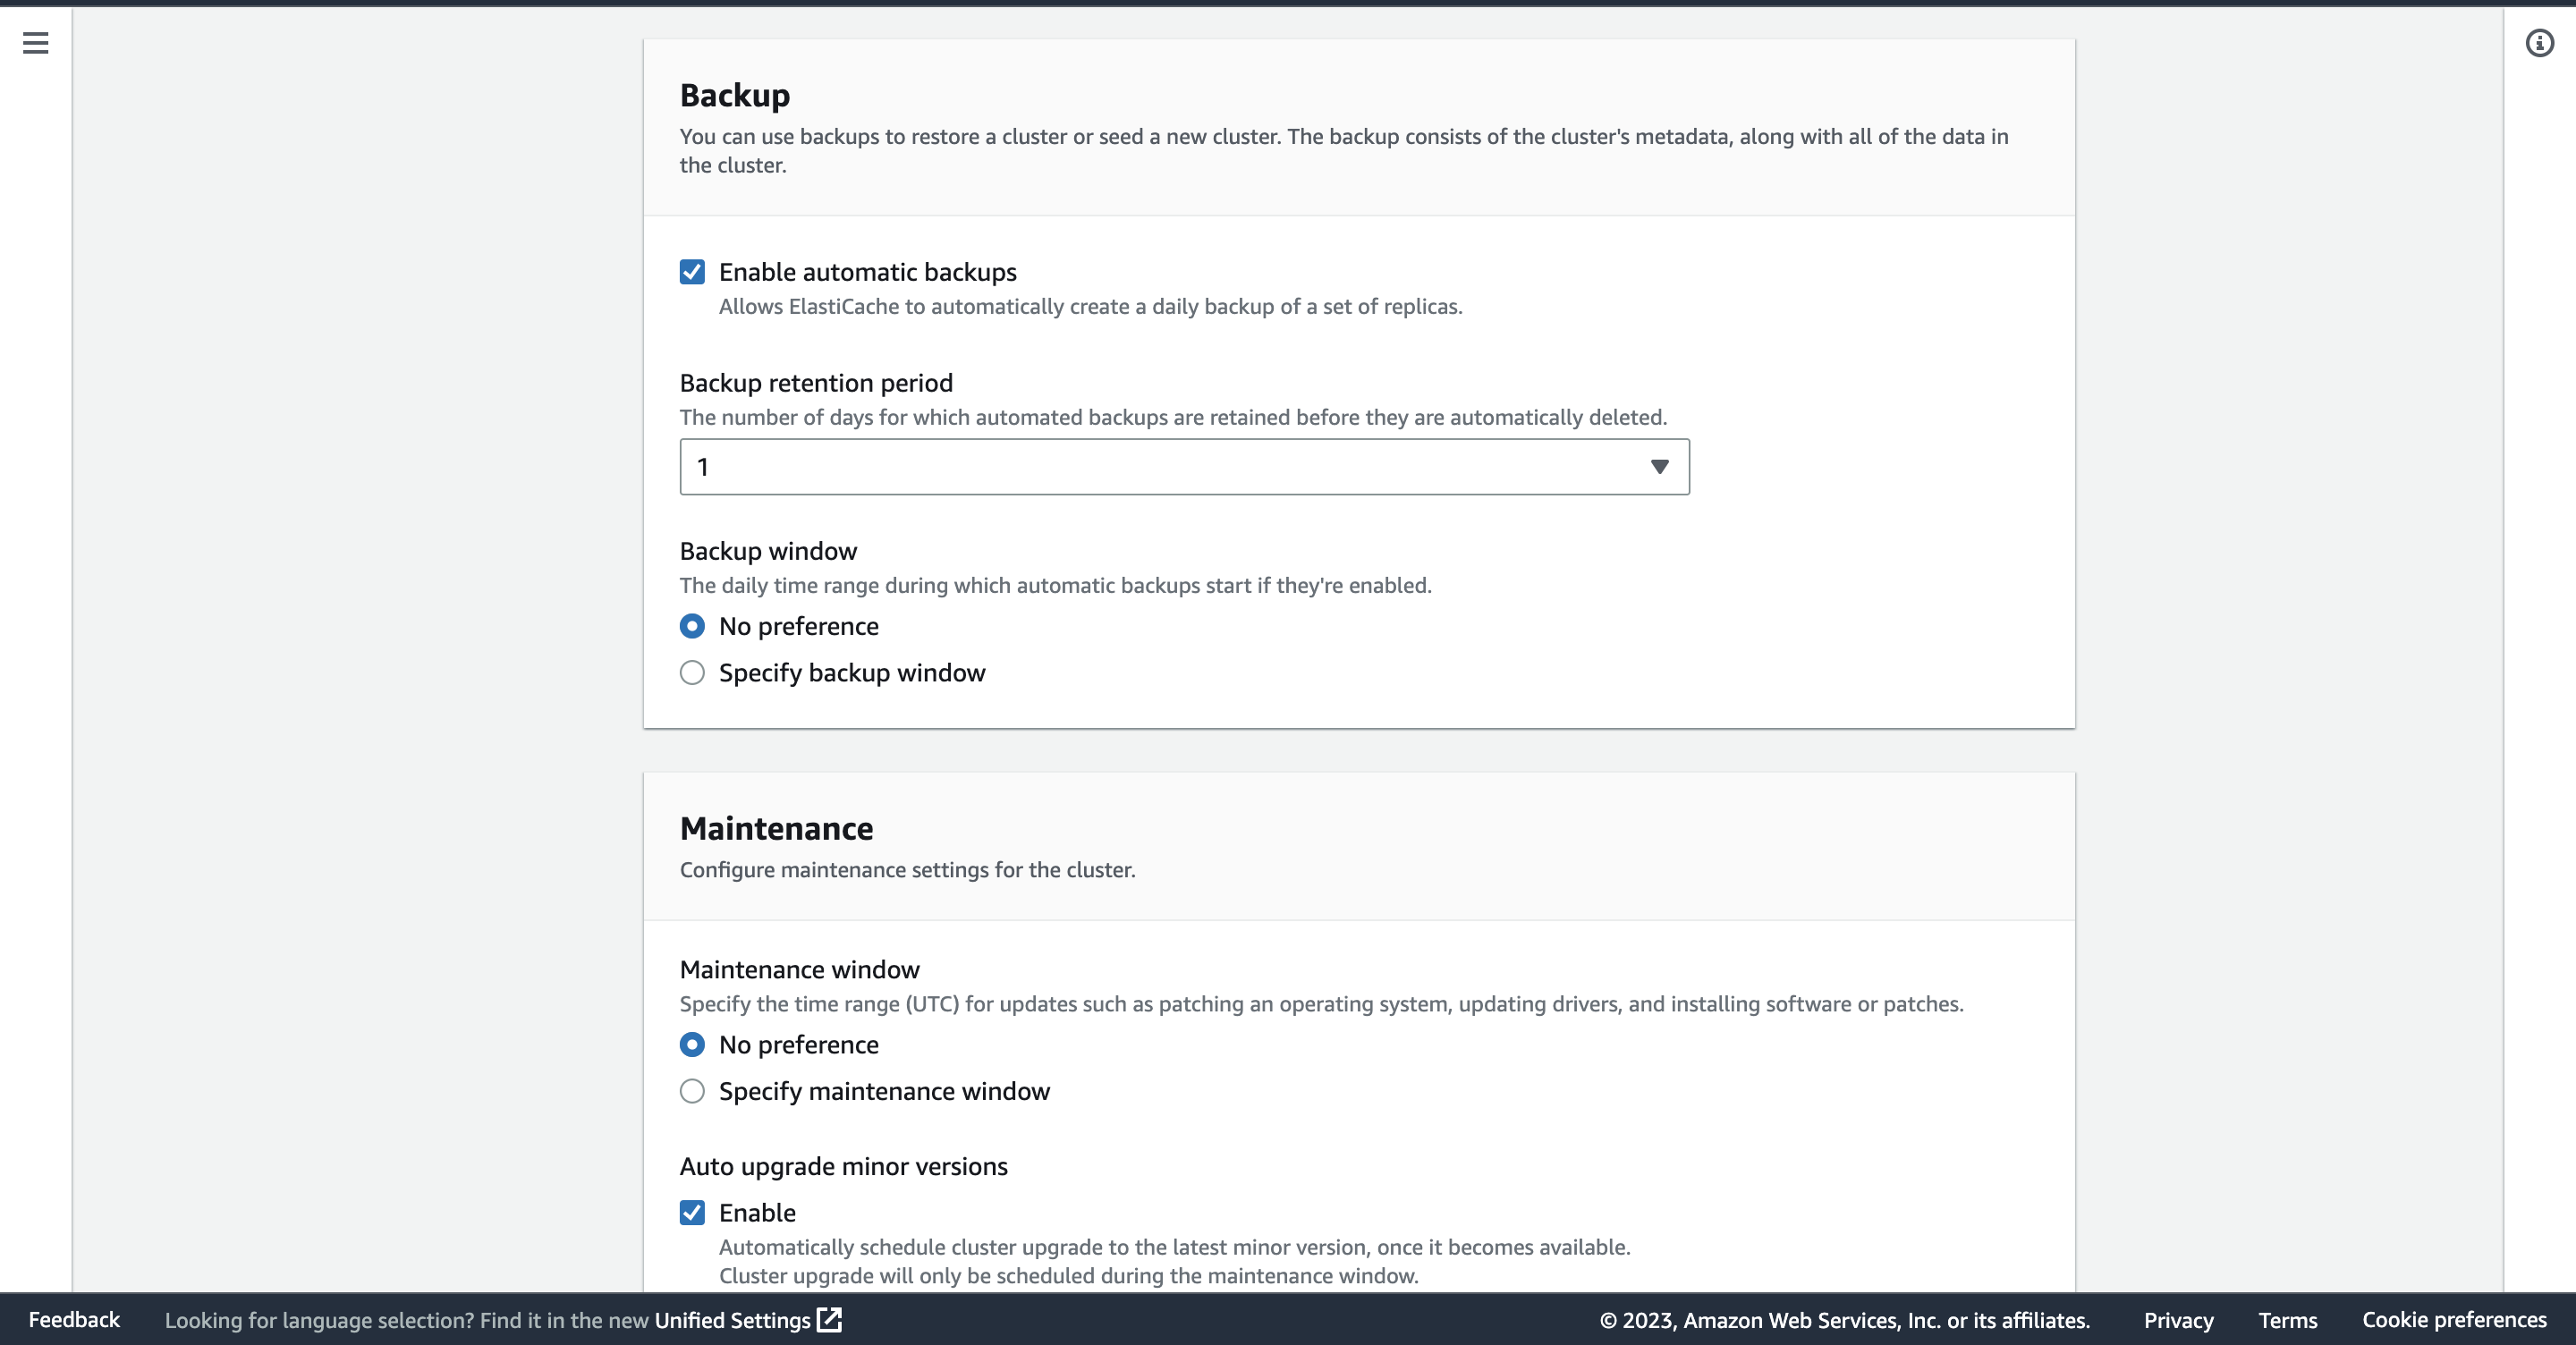 Backup
You can use backups to restore a cluster or seed a new cluster. The backup consists of the cluster's metadata, along with all of the data in
the cluster.
Enable automatic backups
Allows ElastiCache to automatically create a daily backup of a set of replicas.
Backup retention period
The number of days for which automated backups are retained before they are automatically deleted.
1
Backup window
The daily time range during which automatic backups start if they're enabled.
No preference
Specify backup window
Maintenance
Configure maintenance settings for the cluster.
Maintenance window
Specify the time range (UTC) for updates such as patching an operating system, updating drivers, and installing software or patches.
No preference
Specify maintenance window
Auto upgrade minor versions
Enable
Automatically schedule cluster upgrade to the latest minor version, once it becomes available.
Cluster upgrade will only be scheduled during the maintenance window.
Feedback Looking for language selection? Find it in the new Unified Settings © 2023, Amazon Web Services, Inc. or its affiliates. Privacy Terms Cookie preferences